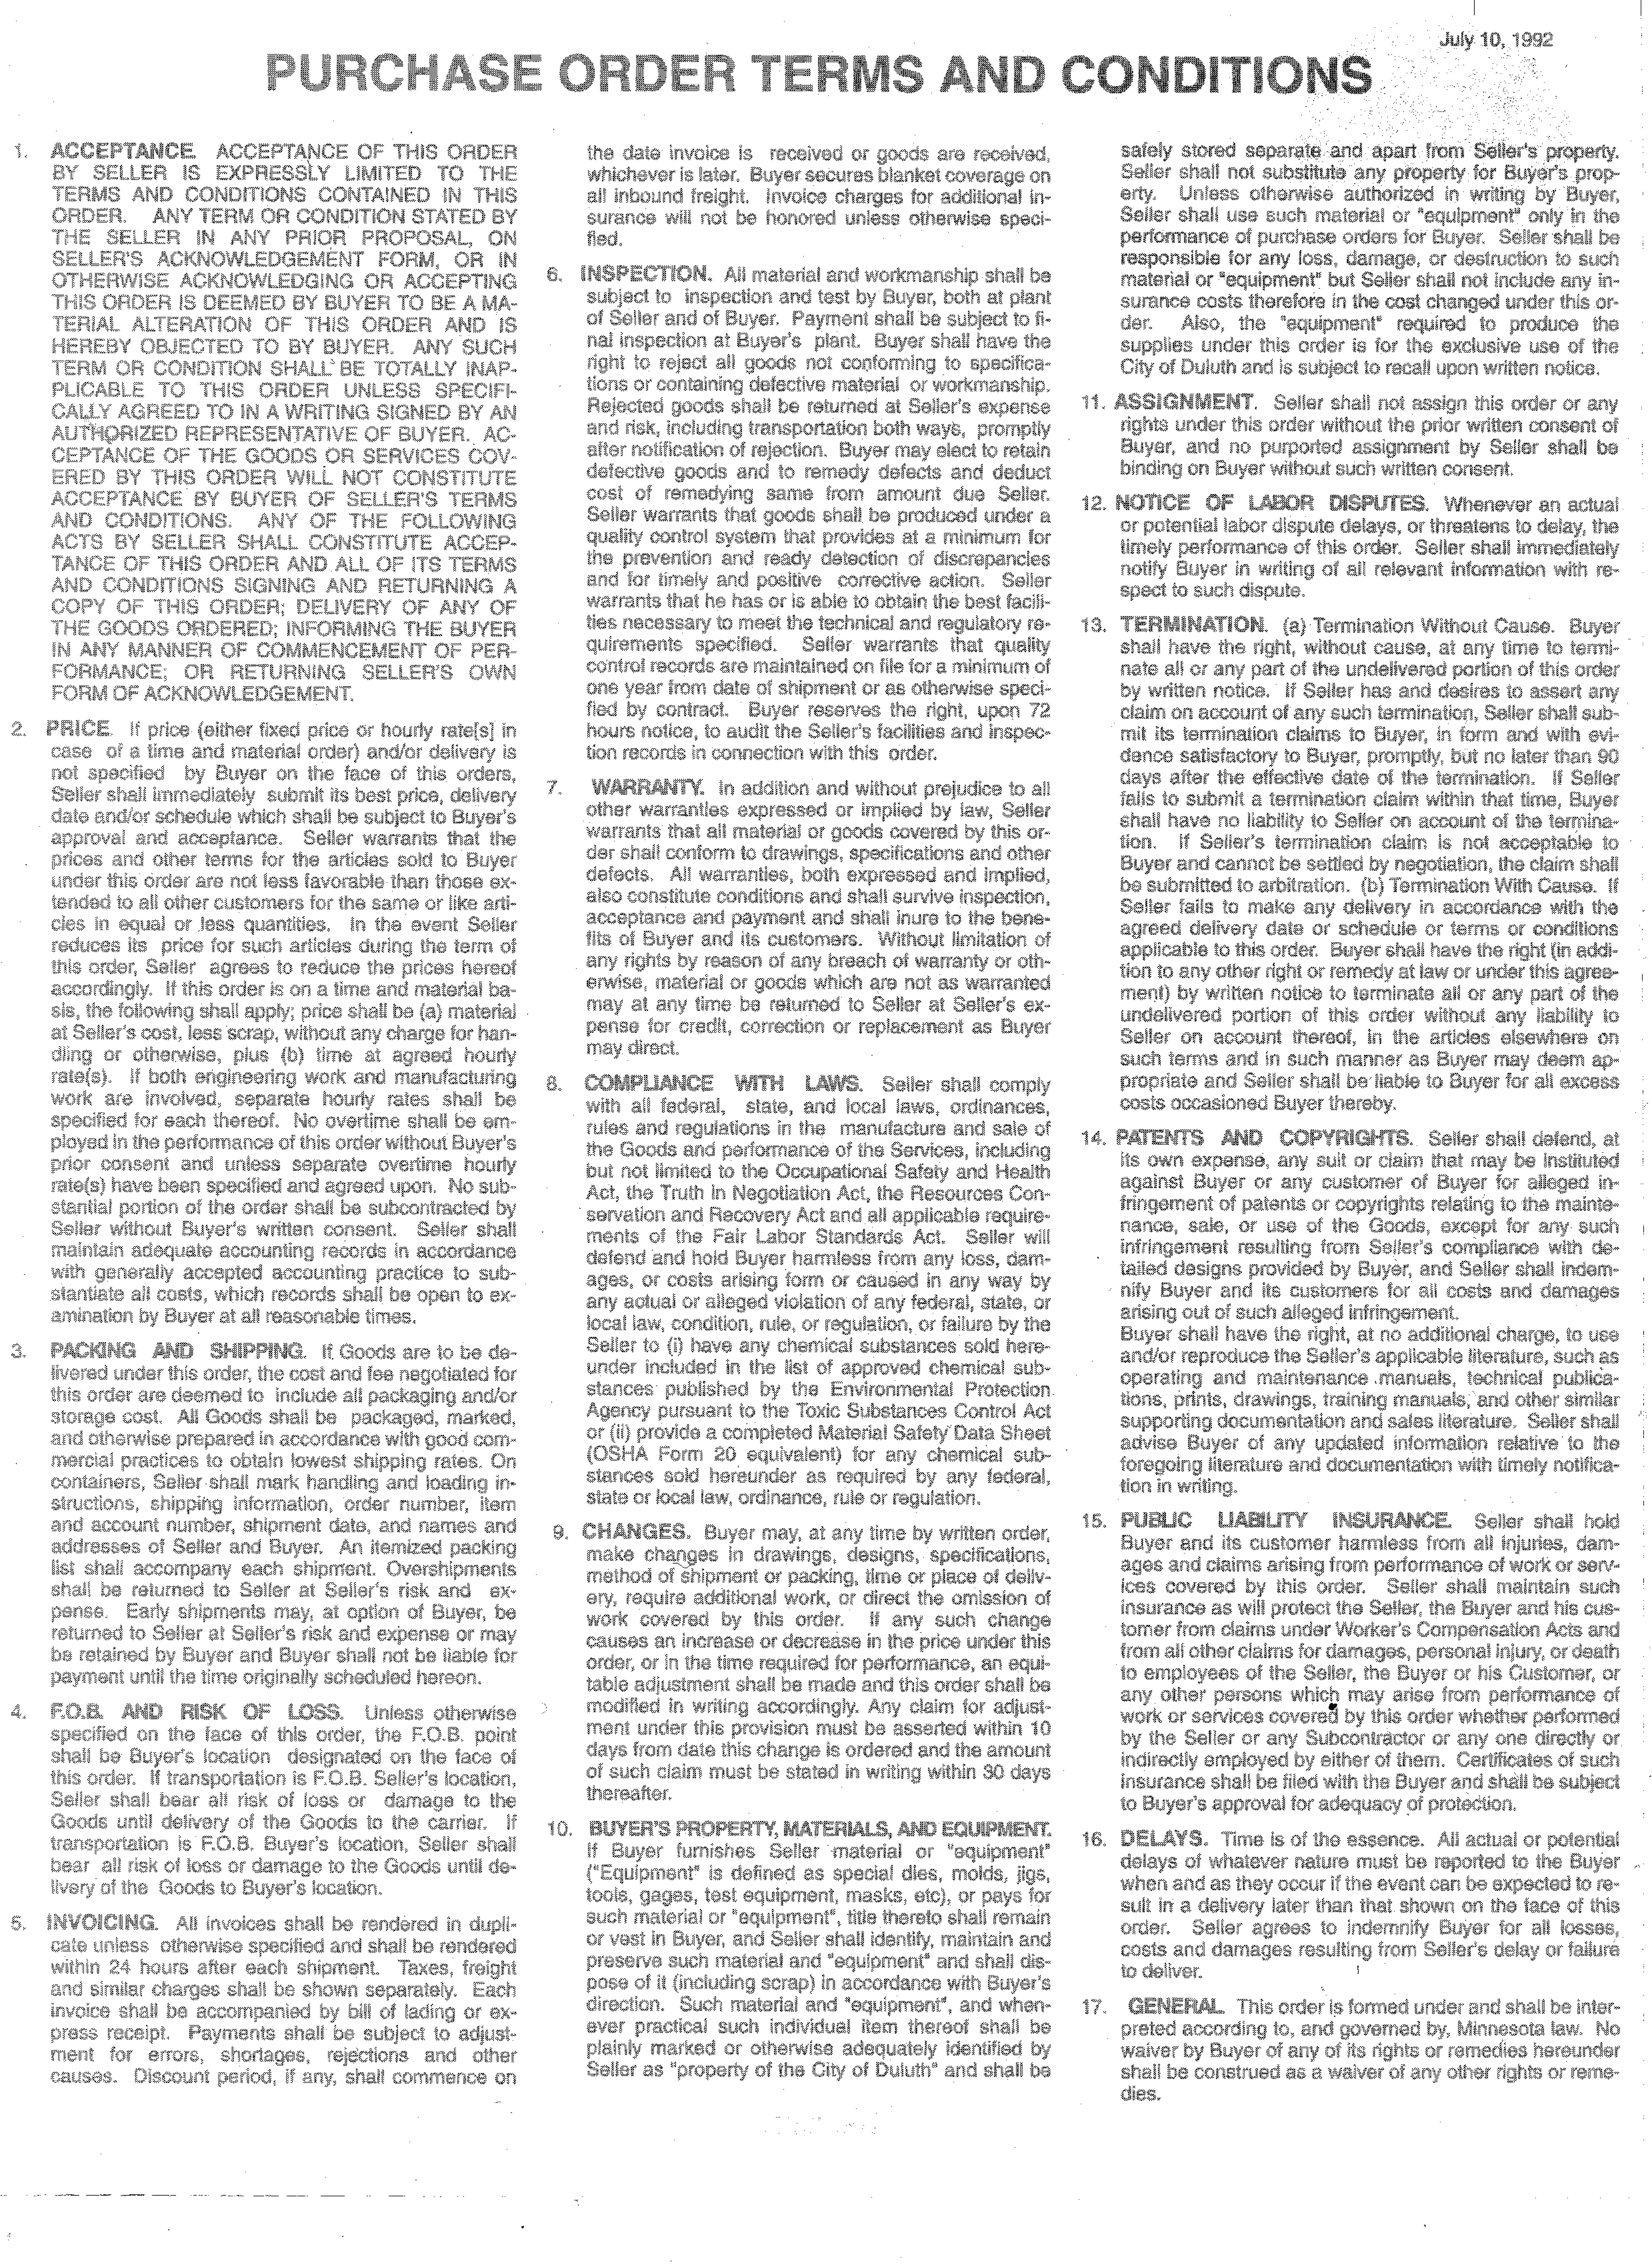 July 10, 1992
PURCHASE ORDER TERMS AND CONDITIONS
1. ACCEPTANCE. ACCEPTANCE OF THIS ORDER
BY SELLER IS EXPRESSLY LIMITED TO THE
TERMS AND CONDITIONS CONTAINED IN THIS
ORDER. ANY TERM OR CONDITION STATED BY
THE SELLER IN ANY PRIOR PROPOSAL, ON
SELLER'S ACKNOWLEDGEMENT FORM, OR IN
OTHERWISE ACKNOWLEDGING OR ACCEPTING
THIS ORDER IS DEEMED BY BUYER TO BE A MA-
TERIAL ALTERATION OF THIS ORDER AND IS
HEREBY OBJECTED TO BY BUYER. ANY SUCH
TERM OR CONDITION SHALL BE TOTALLY INAP-
PLICABLE TO THIS ORDER UNLESS SPECIFI-
CALLY AGREED TO IN A WRITING SIGNED BY AN
AUTHORIZED REPRESENTATIVE OF BUYER. AC-
CEPTANCE OF THE GOODS OR SERVICES COV-
ERED BY THIS ORDER WILL NOT CONSTITUTE
ACCEPTANCE BY BUYER OF SELLER'S TERMS
AND CONDITIONS. ANY OF THE FOLLOWING
ACTS BY SELLER SHALL CONSTITUTE ACCEP-
TANCE OF THIS ORDER AND ALL OF ITS TERMS
AND CONDITIONS SIGNING AND RETURNING A
COPY OF THIS ORDER; DELIVERY OF ANY OF
THE GOODS ORDERED; INFORMING THE BUYER
IN ANY MANNER OF COMMENCEMENT OF PER-
FORMANCE; OR RETURNING SELLER'S OWN
FORM OF ACKNOWLEDGEMENT.
2. PRICE. If price (either fixed price or hourly rate[s] in
case of a time and material order) and/or delivery is
not specified by Buyer on the face of this orders,
Seller shall immediately submit its best price, delivery
date and/or schedule which shall be subject to Buyer's
approval and acceptance. Seller warrants that the
prices and other terms for the articles sold to Buyer
under this order are not less favorable than those ex-
tended to all other customers for the same or like arti-
cles in equal or less quantities. In the event Seller
reduces its price for such articles during the term of
this order, Seller agrees to reduce the prices hereof
accordingly. If this order is on a time and material ba-
sis, the following shall apply; price shall be (a) material
at Seller's cost, less scrap, without any charge for han-
dling or otherwise, plus (b) time at agreed hourly
rate(s). If both engineering work and manufacturing
work are involved, separate hourly rates shall be
specified for each thereof. No overtime shall be em-
ployed in the performance of this order without Buyer's
prior consent and unless separate overtime hourly
rate(s) have been specified and agreed upon. No sub-
stantial portion of the order shall be subcontracted by
Seller without Buyer's written consent. Seller shall
maintain adequate accounting records in accordance
with generally accepted accounting practice to sub-
stantiate all costs, which records shall be open to ex-
amination by Buyer at all reasonable times.
3. PACKING AND SHIPPING. If Goods are to be de-
livered under this order, the cost and fee negotiated for
this order are deemed to include all packaging and/or
storage cost. All Goods shall be packaged, marked,
and otherwise prepared in accordance with good com-
mercial practices to obtain lowest shipping rates. On
containers, Seller shall mark handling and loading in-
structions, shipping information, order number, item
and account number, shipment date, and names and
addresses of Seller and Buyer. An itemized packing
list shall accompany each shipment. Overshipments
shall be returned to Seller at Seller's risk and ex-
pense. Early shipments may, at option of Buyer, be
returned to Seller at Seller's risk and expense or may
be retained by Buyer and Buyer shall not be liable for
payment until the time originally scheduled hereon.
4. F.O.B. AND RISK OF LOSS. Unless otherwise
specified on the face of this order, the F.O.B. point
shall be Buyer's location designated on the face of
this order. If transportation is F.O.B. Seller's location,
Seller shall bear all risk of loss or damage to the
Goods until delivery of the Goods to the carrier. If
transportation is F.O.B. Buyer's location, Seller shall
bear all risk of loss or damage to the Goods until de-
livery of the Goods to Buyer's location.
5. INVOICING. All invoices shall be rendered in dupli-
cate unless otherwise specified and shall be rendered
within 24 hours after each shipment. Taxes, freight
and similar charges shall be shown separately. Each
invoice shall be accompanied by bill of lading or ex-
press receipt. Payments shall be subject to adjust-
ment for errors, shortages, rejections and other
causes. Discount period, if any, shall commence on
the date invoice is received or goods are received,
whichever is later. Buyer secures blanket coverage on
all inbound freight. Invoice charges for additional in-
surance will not be honored unless otherwise speci-
fied.
6. INSPECTION. All material and workmanship shall be
subject to inspection and test by Buyer, both at plant
of Seller and of Buyer. Payment shall be subject to fi-
nal inspection at Buyer's plant. Buyer shall have the
right to reject all goods not conforming to specifica-
tions or containing defective material or workmanship.
Rejected goods shall be returned at Seller's expense
and risk, including transportation both ways, promptly
after notification of rejection. Buyer may elect to retain
defective goods and to remedy defects and deduct
cost of remedying same from amount due Seller.
Seller warrants that goods shall be produced under a
quality control system that provides at a minimum for
the prevention and ready detection of discrepancies
and for timely and positive corrective action. Seller
warrants that he has or is able to obtain the best facili-
ties necessary to meet the technical and regulatory re-
quirements specified. Seller warrants that quality
control records are maintained on file for a minimum of
one year from date of shipment or as otherwise speci-
fied by contract. Buyer reserves the right, upon 72
hours notice, to audit the Seller's facilities and inspec-
tion records in connection with this order.
7. WARRANTY. In addition and without prejudice to all
other warranties expressed or implied by law, Seller
warrants that all material or goods covered by this or-
der shall conform to drawings, specifications and other
defects. All warranties, both expressed and implied,
also constitute conditions and shall survive inspection,
acceptance and payment and shall inure to the bene-
fits of Buyer and its customers. Without limitation of
any rights by reason of any breach of warranty or oth-
erwise, material or goods which are not as warranted
may at any time be returned to Seller at Seller's ex-
pense for credit, correction or replacement as Buyer
may direct.
8. COMPLIANCE WITH LAWS. Seller shall comply
with all federal, state, and local laws, ordinances,
rules and regulations in the manufacture and sale of
the Goods and performance of the Services, including
but not limited to the Occupational Safety and Health
Act, the Truth in Negotiation Act, the Resources Con-
servation and Recovery Act and all applicable require-
ments of the Fair Labor Standards Act. Seller will
defend and hold Buyer harmless from any loss, dam-
ages, or costs arising form or caused in any way by
any actual or alleged violation of any federal, state, or
local law, condition, rule, or regulation, or failure by the
Seller to (i) have any chemical substances sold here-
under included in the list of approved chemical sub-
stances published by the Environmental Protection
Agency pursuant to the Toxic Substances Control Act
or (ii) provide a completed Material Safety Data Sheet
(OSHA Form 20 equivalent) for any chemical sub-
stances sold hereunder as required by any federal,
state or local law, ordinance, rule or regulation.
9. CHANGES. Buyer may, at any time by written order,
make changes in drawings, designs, specifications,
method of shipment or packing, time or place of deliv-
ery, require additional work, or direct the omission of
work covered by this order. If any such change
causes an increase or decrease in the price under this
order, or in the time required for performance, an equi-
table adjustment shall be made and this order shall be
modified in writing accordingly. Any claim for adjust-
ment under this provision must be asserted within 10
days from date this change is ordered and the amount
of such claim must be stated in writing within 30 days
thereafter.
10. BUYER'S PROPERTY, MATERIALS, AND EQUIPMENT.
If Buyer furnishes Seller material or "equipment"
("Equipment" is defined as special dies, molds, jigs,
tools, gages, test equipment, masks, etc), or pays for
such material or "equipment", title thereto shall remain
or vest in Buyer, and Seller shall identify, maintain and
preserve such material and "equipment" and shall dis-
pose of it (including scrap) in accordance with Buyer's
direction. Such material and "equipment", and when-
ever practical such individual item thereof shall be
plainly marked or otherwise adequately identified by
Seller as "property of the City of Duluth" and shall be
safely stored separate and apart from Seller's property.
Seller shall not substitute any property for Buyer's prop-
erty. Unless otherwise authorized in writing by Buyer,
Seller shall use such material or "equipment" only in the
performance of purchase orders for Buyer. Seller shall be
responsible for any loss, damage, or destruction to such
material or "equipment" but Seller shall not include any in-
surance costs therefore in the cost changed under this or-
der. Also, the "equipment" required to produce the
supplies under this order is for the exclusive use of the
City of Duluth and is subject to recall upon written notice.
11. ASSIGNMENT. Seller shall not assign this order or any
rights under this order without the prior written consent of
Buyer, and no purported assignment by Seller shall be
binding on Buyer without such written consent.
12. NOTICE OF LABOR DISPUTES. Whenever an actual
or potential labor dispute delays, or threatens to delay, the
timely performance of this order. Seller shall immediately
notify Buyer in writing of all relevant information with re-
spect to such dispute.
13. TERMINATION. (a) Termination Without Cause. Buyer
shall have the right, without cause, at any time to termi-
nate all or any part of the undelivered portion of this order
by written notice. If Seller has and desires to assert any
claim on account of any such termination, Seller shall sub-
mit its termination claims to Buyer, in form and with evi-
dence satisfactory to Buyer, promptly, but no later than 90
days after the effective date of the termination. If Seller
fails to submit a termination claim within that time, Buyer
shall have no liability to Seller on account of the termina-
tion. If Seller's termination claim is not acceptable to
Buyer and cannot be settled by negotiation, the claim shall
be submitted to arbitration. (b) Termination With Cause. If
Seller fails to make any delivery in accordance with the
agreed delivery date or schedule or terms or conditions
applicable to this order. Buyer shall have the right (in addi-
tion to any other right or remedy at law or under this agree-
ment) by written notice to terminate all or any part of the
undelivered portion of this order without any liability to
Seller on account thereof, in the articles elsewhere on
such terms and in such manner as Buyer may deem ap-
propriate and Seller shall be liable to Buyer for all excess
costs occasioned Buyer thereby.
14. PATENTS AND COPYRIGHTS. Seller shall defend, at
its own expense, any suit or claim that may be instituted
against Buyer or any customer of Buyer for alleged in-
fringement of patents or copyrights relating to the mainte-
nance, sale, or use of the Goods, except for any such
infringement resulting from Seller's compliance with de-
tailed designs provided by Buyer, and Seller shall indem-
nify Buyer and its customers for all costs and damages
arising out of such alleged infringement.
Buyer shall have the right, at no additional charge, to use
and/or reproduce the Seller's applicable literature, such as
operating and maintenance manuals, technical publica-
tions, prints, drawings, training manuals, and other similar
supporting documentation and sales literature. Seller shall
advise Buyer of any updated information relative to the
foregoing literature and documentation with timely notifica-
tion in writing.
15. PUBLIC LIABILITY INSURANCE. Seller shall hold
Buyer and its customer harmless from all injuries, dam-
ages and claims arising from performance of work or serv-
ices covered by this order. Seller shall maintain such
insurance as will protect the Seller, the Buyer and his cus-
tomer from claims under Worker's Compensation Acts and
from all other claims for damages, personal injury, or death
to employees of the Seller, the Buyer or his Customer, or
any other persons which may arise from performance of
work or services covered by this order whether performed
by the Seller or any Subcontractor or any one directly or
indirectly employed by either of them. Certificates of such
insurance shall be filed with the Buyer and shall be subject
to Buyer's approval for adequacy of protection.
16. DELAYS. Time is of the essence. All actual or potential
delays of whatever nature must be reported to the Buyer
when and as they occur if the event can be expected to re-
sult in a delivery later than that shown on the face of this
order. Seller agrees to indemnify Buyer for all losses,
costs and damages resulting from Seller's delay or failure
to deliver.
17. GENERAL. This order is formed under and shall be inter-
preted according to, and governed by, Minnesota law. No
waiver by Buyer of any of its rights or remedies hereunder
shall be construed as a waiver of any other rights or reme-
dies.